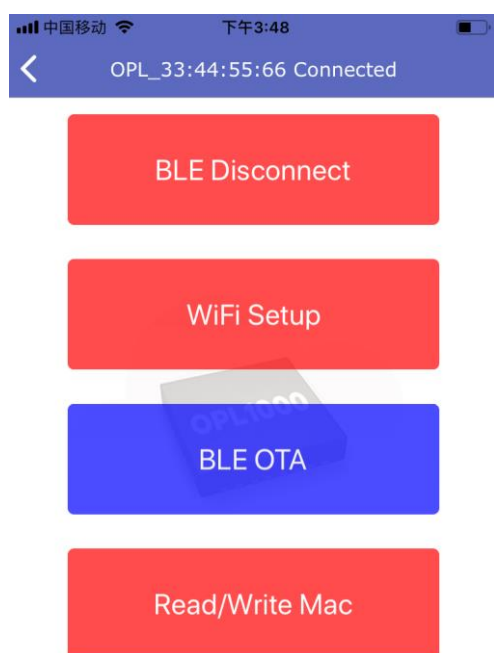 中国移动 下午3:48
OPL_33:44:55:66 Connected
BLE Disconnect
WiFi Setup
OPL1000
BLE OTA
Read/Write Mac